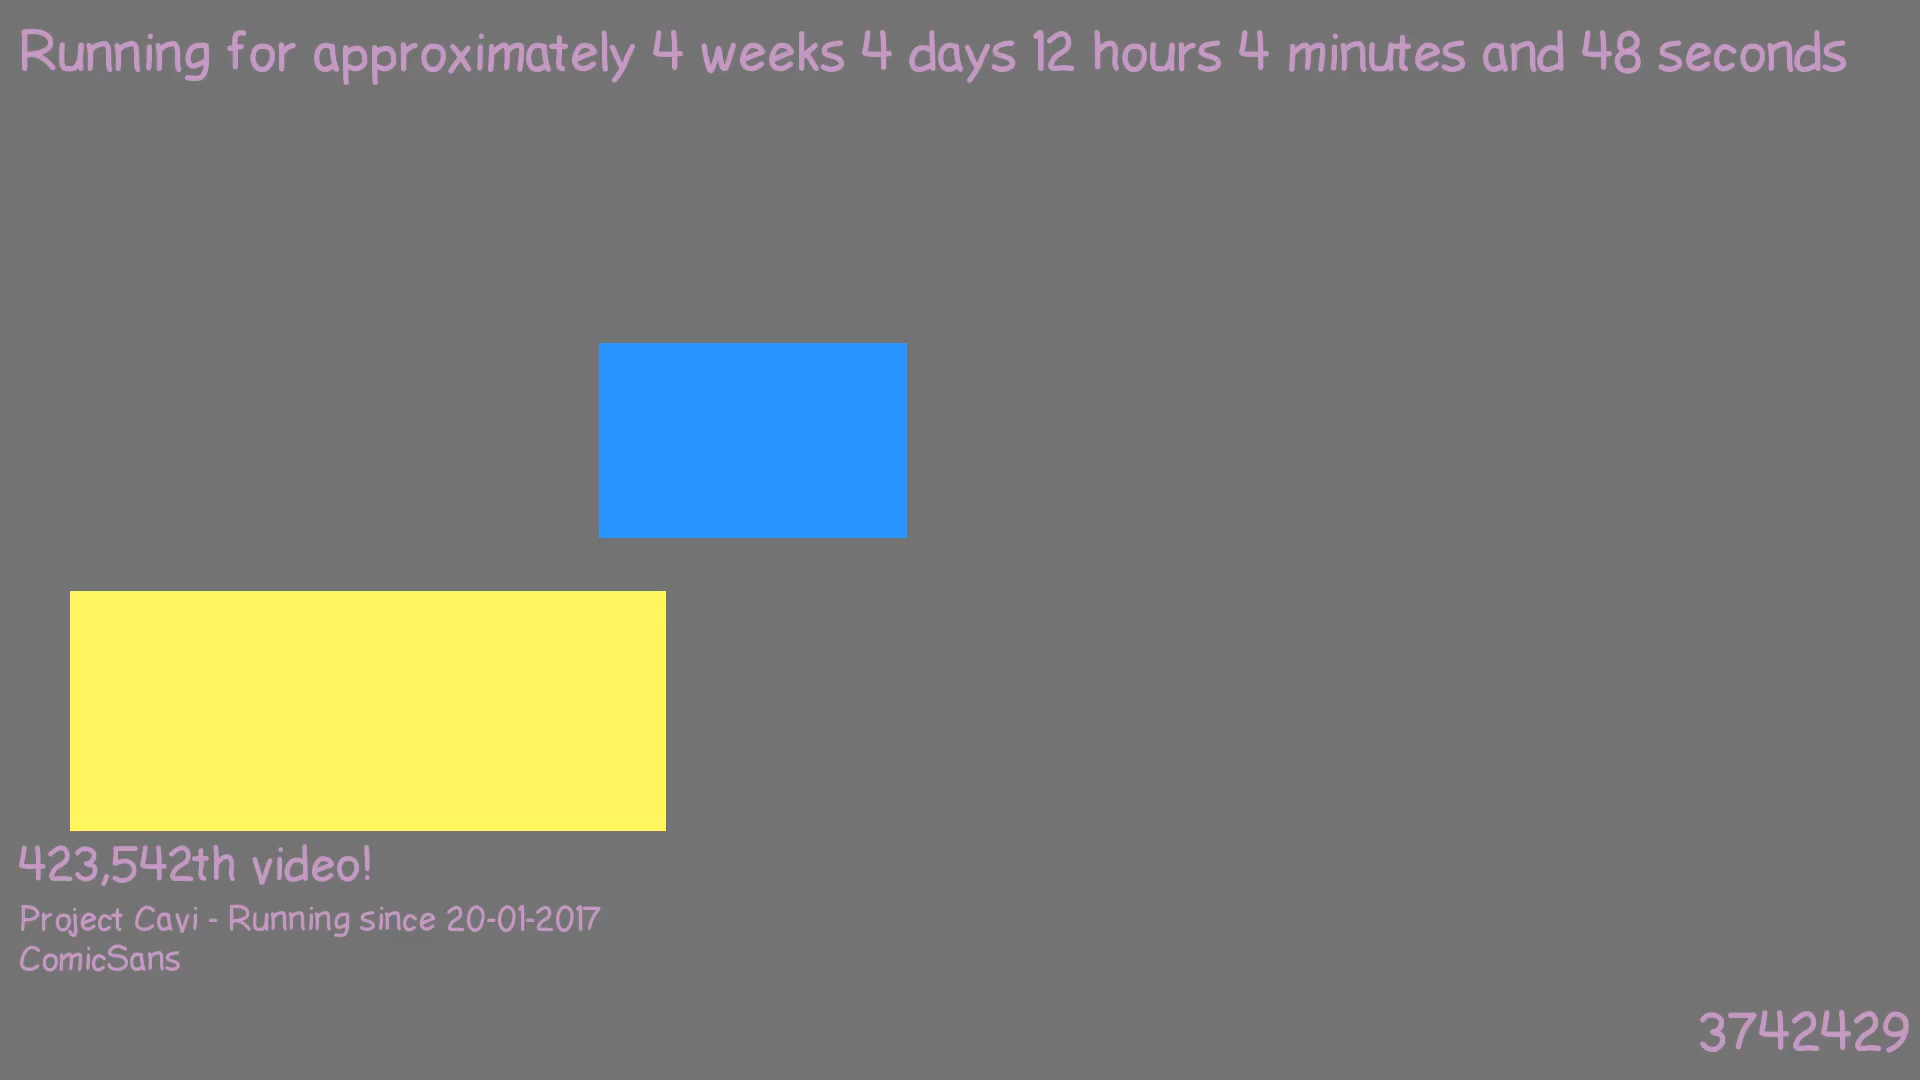 Running for approximately 4 weeks 4 days 12 hours 4 minutes and 48 seconds
423,542th video!
Project Cavi - Running since 20-01-2017
ComicSans
3742429